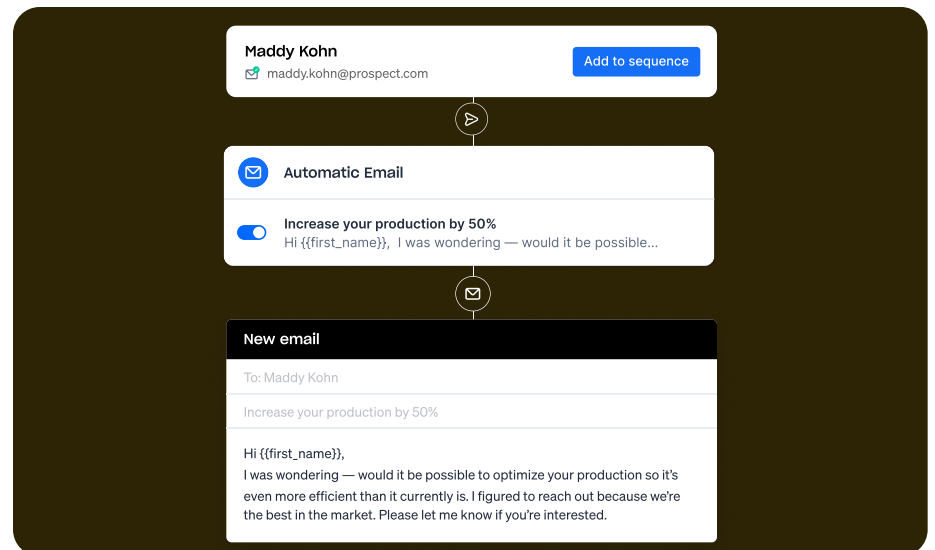 Maddy Kohn
maddy.kohn@prospect.com
Add to sequence
Automatic Email
Increase your production by 50%
Hi {{first_name}},  I was wondering — would it be possible...
New email
To: Maddy Kohn
Increase your production by 50%
Hi {{first_name}},
I was wondering — would it be possible to optimize your production so it’s
even more efficient than it currently is. I figured to reach out because we’re
the best in the market. Please let me know if you’re interested.